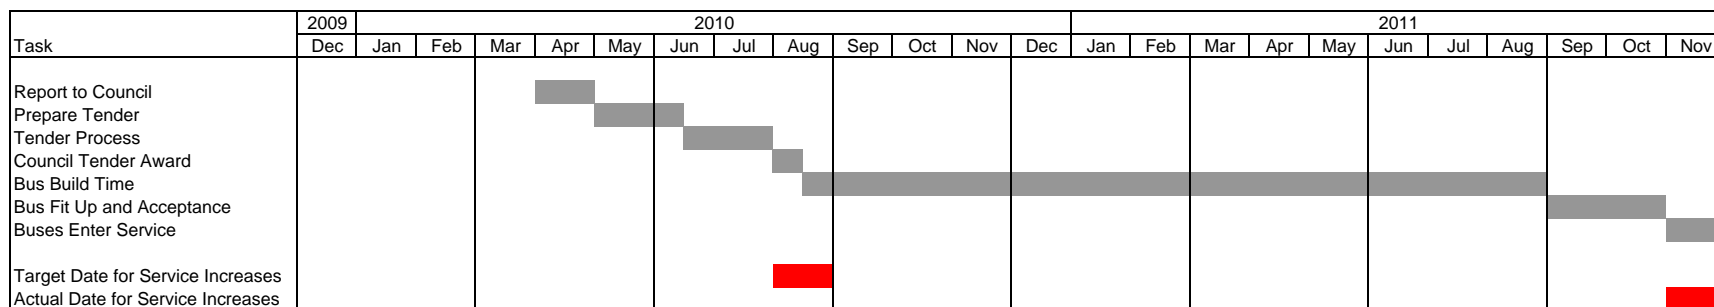 2009 2010 2011
Task Dec Jan Feb Mar Apr May Jun Jul Aug Sep Oct Nov Dec Jan Feb Mar Apr May Jun Jul Aug Sep Oct Nov
Report to Council
Prepare Tender
Tender Process
Council Tender Award
Bus Build Time
Bus Fit Up and Acceptance
Buses Enter Service
Target Date for Service Increases
Actual Date for Service Increases